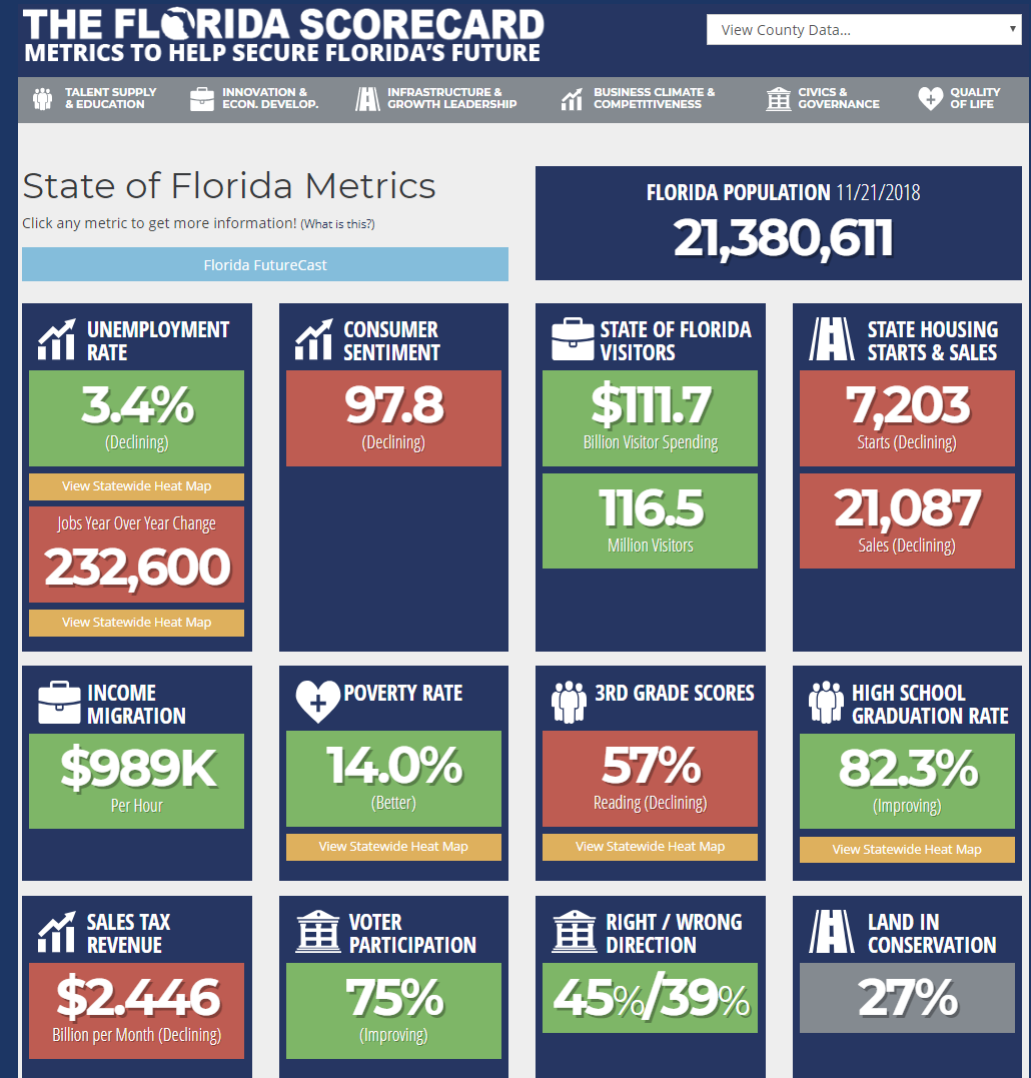 THE FLORIDA SCORECARD
METRICS TO HELP SECURE FLORIDA'S FUTURE
View County Data...
TALENT SUPPLY
& EDUCATION
INNOVATION &
ECON. DEVELOP.
INFRASTRUCTURE &
GROWTH LEADERSHIP
BUSINESS CLIMATE &
COMPETITIVENESS
CIVICS &
GOVERNANCE
QUALITY
OF LIFE
State of Florida Metrics
Click any metric to get more information! (What is this?)
Florida FutureCast
FLORIDA POPULATION 11/21/2018
21,380,611
UNEMPLOYMENT
RATE
3.4%
(Declining)
View Statewide Heat Map
Jobs Year Over Year Change
232,600
View Statewide Heat Map
CONSUMER
SENTIMENT
97.8
(Declining)
STATE OF FLORIDA
VISITORS
$111.7
Billion Visitor Spending
116.5
Million Visitors
STATE HOUSING
STARTS & SALES
7,203
Starts (Declining)
21,087
Sales (Declining)
INCOME
MIGRATION
$989K
Per Hour
POVERTY RATE
14.0%
(Better)
View Statewide Heat Map
3RD GRADE SCORES
57%
Reading (Declining)
View Statewide Heat Map
HIGH SCHOOL
GRADUATION RATE
82.3%
(Improving)
View Statewide Heat Map
SALES TAX
REVENUE
$2.446
Billion per Month (Declining)
VOTER
PARTICIPATION
75%
(Improving)
RIGHT / WRONG
DIRECTION
45%/39%
LAND IN
CONSERVATION
27%